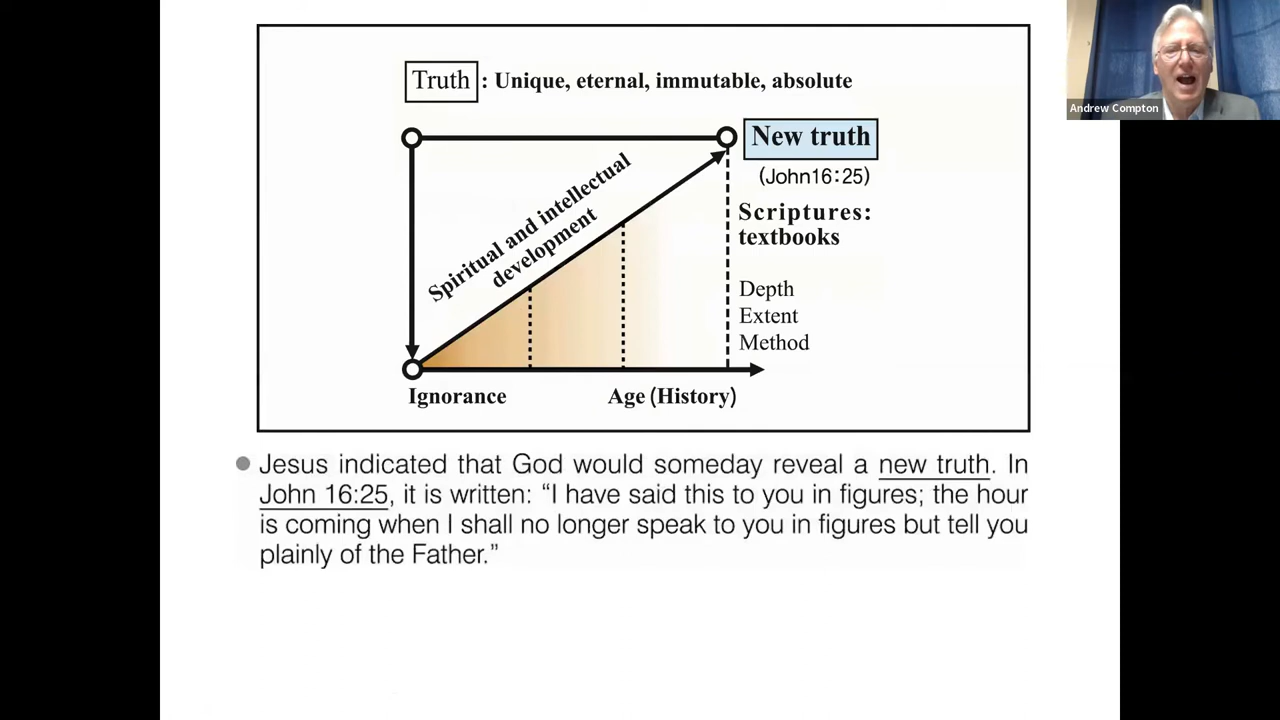 Truth : Unique, eternal, immutable, absolute
New truth
(John16:25)
Scriptures:
textbooks
Spiritual and intellectual
development
Depth
Extent
Method
Ignorance
Age (History)
● Jesus indicated that God would someday reveal a new truth. In
John 16:25, it is written: “I have said this to you in figures; the hour
is coming when I shall no longer speak to you in figures but tell you
plainly of the Father.”
Andrew Compton